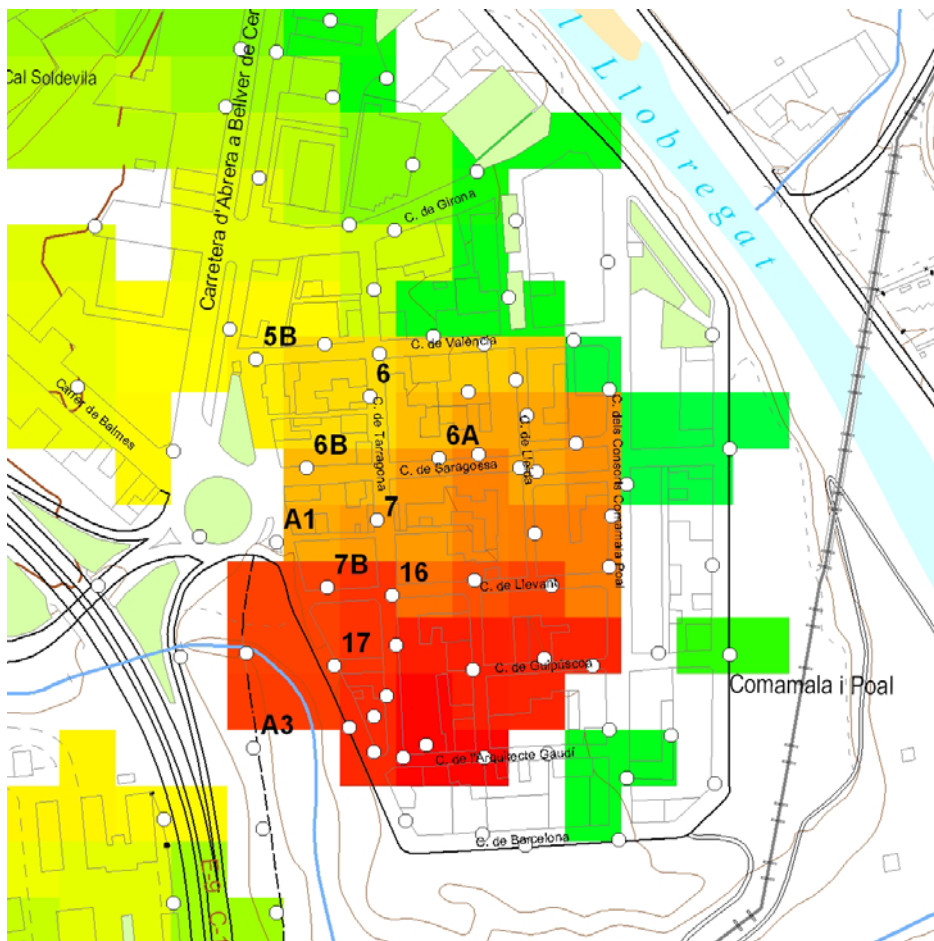 l Llobregat
Cal Soldevila
Carretera d'Abrera a Bellver de Cer
C. de Girona
5B
C. de València
6
Carrer de Balmes
C. de Tarragona
6A
C. de Lleida
C. dels Consorts Comamala Poal
6B
C. de Saragossa
7
A1
7B
16
C. de Llevant
17
C. de Guipúscoa
Comamala i Poal
A3
C. de l'Arquitecte Gaudí
C. de Barcelona
E-9